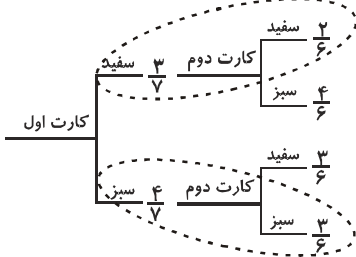 سفید ۲/۶
سفید ۳/۷ کارت دوم
سبز ۴/۶
کارت اول
سفید ۳/۶
سبز ۴/۷ کارت دوم
سبز ۳/۶